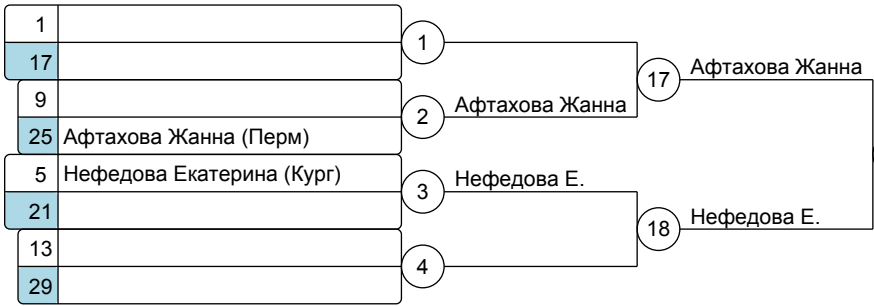 1
17
1
Афтахова Жанна
17
9
2
Афтахова Жанна
25 Афтахова Жанна (Перм)
5 Нефедова Екатерина (Кург)
3
Нефедова Е.
21
18
Нефедова Е.
13
4
29